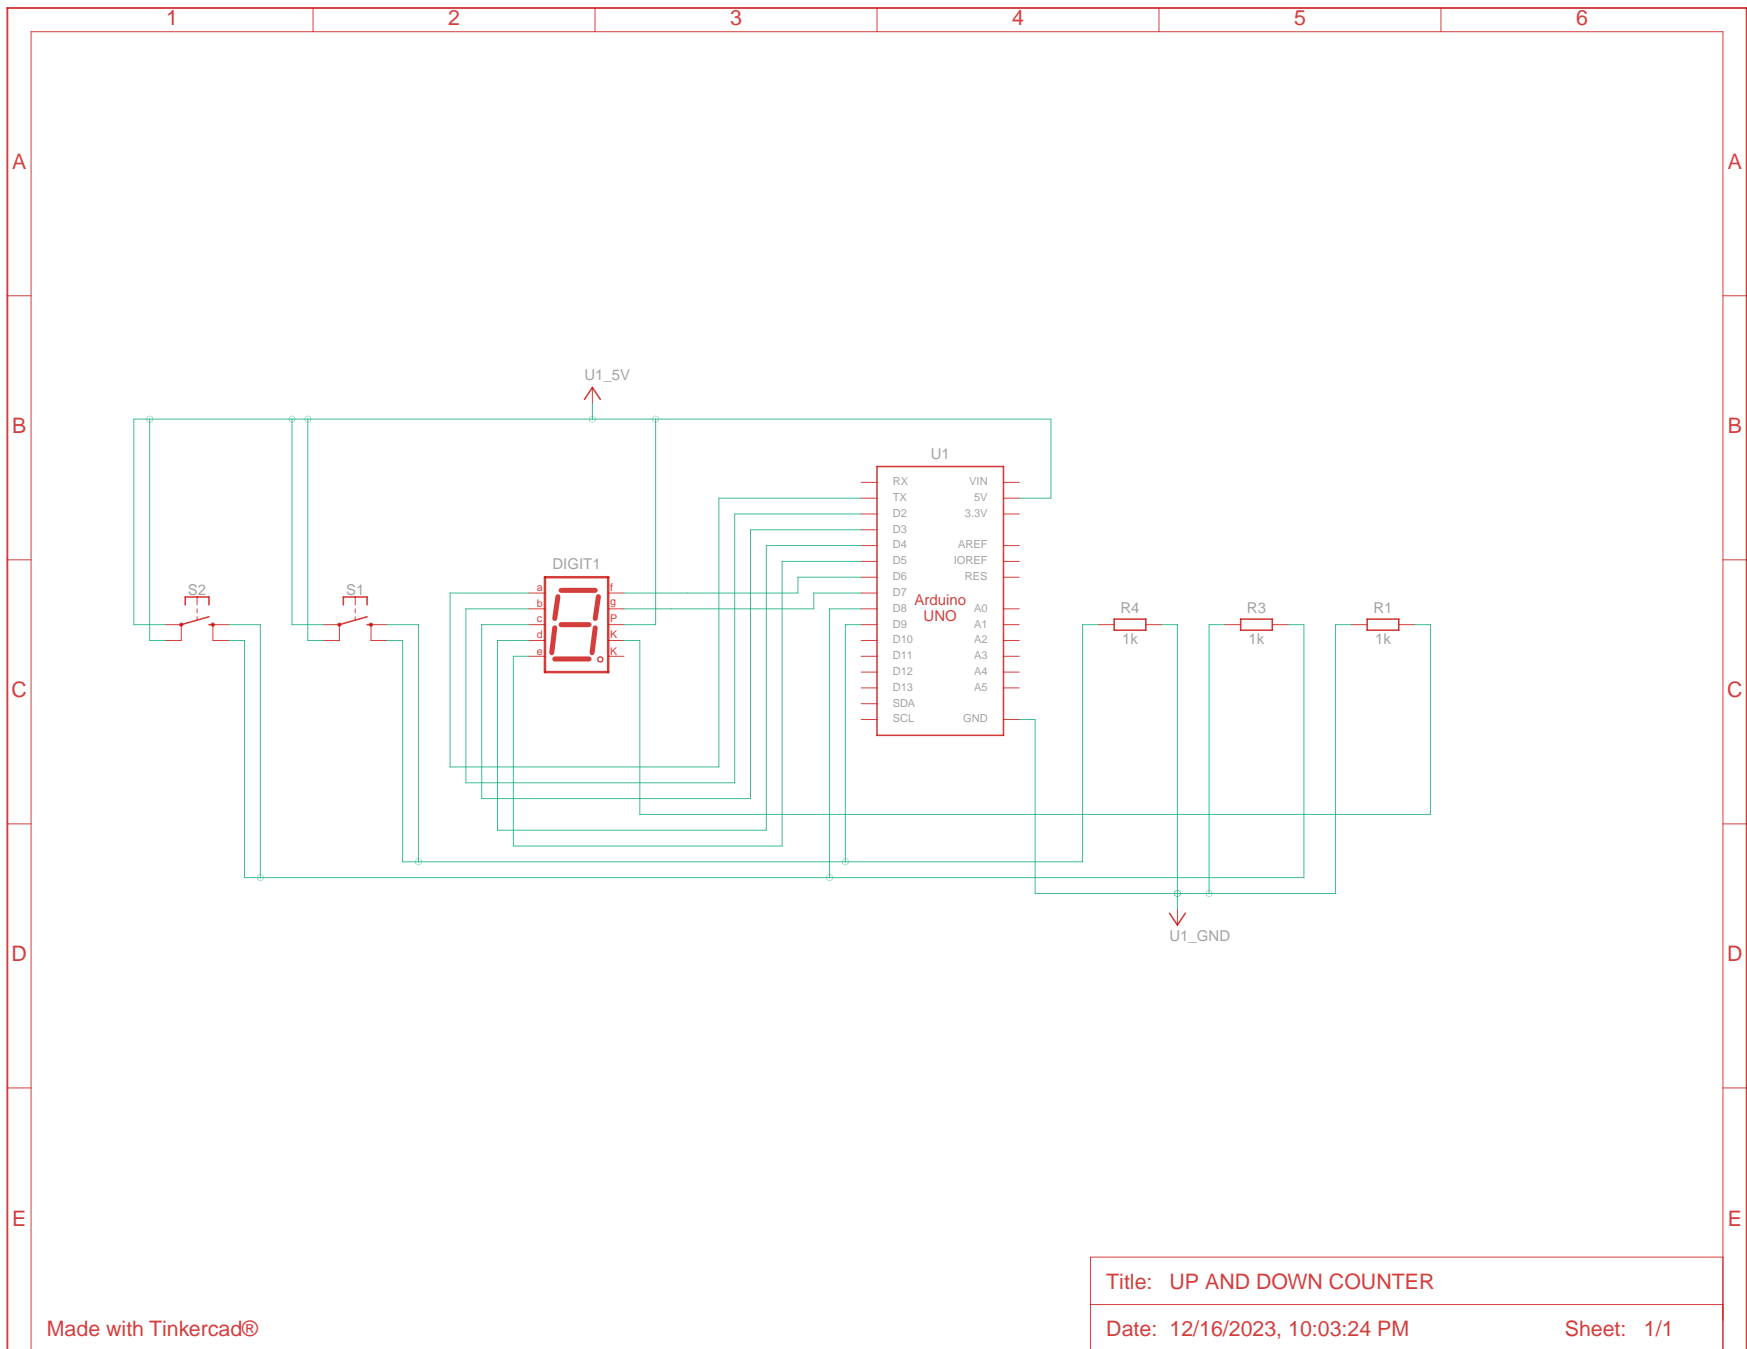 1 2 3 4 5 6
A A
U1_5V
B B
U1
RX VIN
TX 5V
D2 3.3V
D3
D4 AREF
D5 IOREF
D6 RES
D7
D8 A0
D9 A1
D10 A2
D11 A3
D12 A4
D13 A5
SDA
SCL GND
Arduino
UNO
DIGIT1
a f
b g
c P
d K
e K
S2 S1
R4 R3 R1
1k 1k 1k
C C
U1_GND
D D
E E
Title: UP AND DOWN COUNTER
Made with Tinkercad®
Date: 12/16/2023, 10:03:24 PM Sheet: 1/1